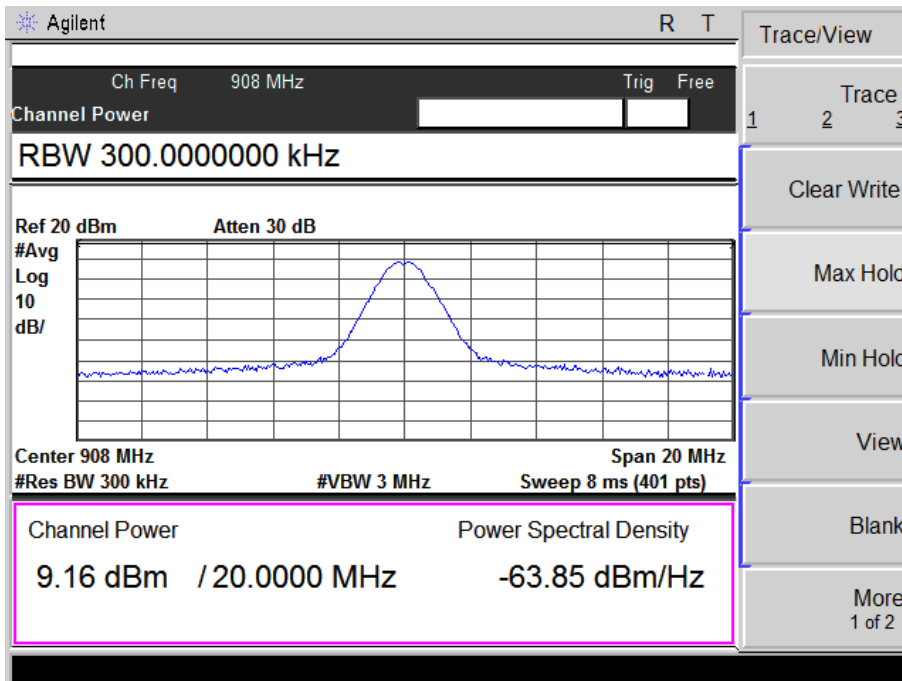 Agilent R T
Trace/View
Ch Freq 908 MHz Trig Free
Channel Power
Trace
1 2 3
RBW 300.0000000 kHz
Clear Write
Ref 20 dBm Atten 30 dB
#Avg
Log
10
dB/
Max Hold
Min Hold
View
Center 908 MHz Span 20 MHz
#Res BW 300 kHz #VBW 3 MHz Sweep 8 ms (401 pts)
Channel Power Power Spectral Density
9.16 dBm / 20.0000 MHz -63.85 dBm/Hz
Blank
More
1 of 2